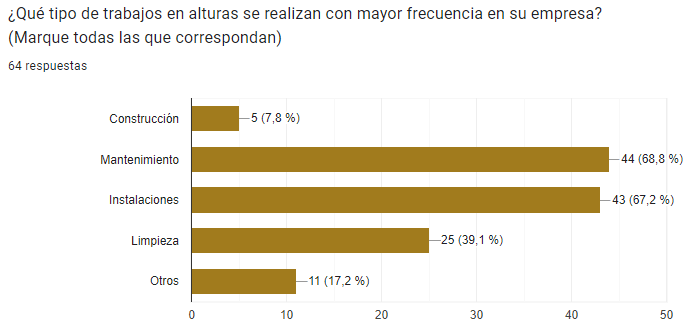 ¿Qué tipo de trabajos en alturas se realizan con mayor frecuencia en su empresa?
(Marque todas las que correspondan)
64 respuestas
Construcción
5 (7,8 %)
Mantenimiento
44 (68,8 %)
Instalaciones
43 (67,2 %)
Limpieza
25 (39,1 %)
Otros
11 (17,2 %)
0 10 20 30 40 50